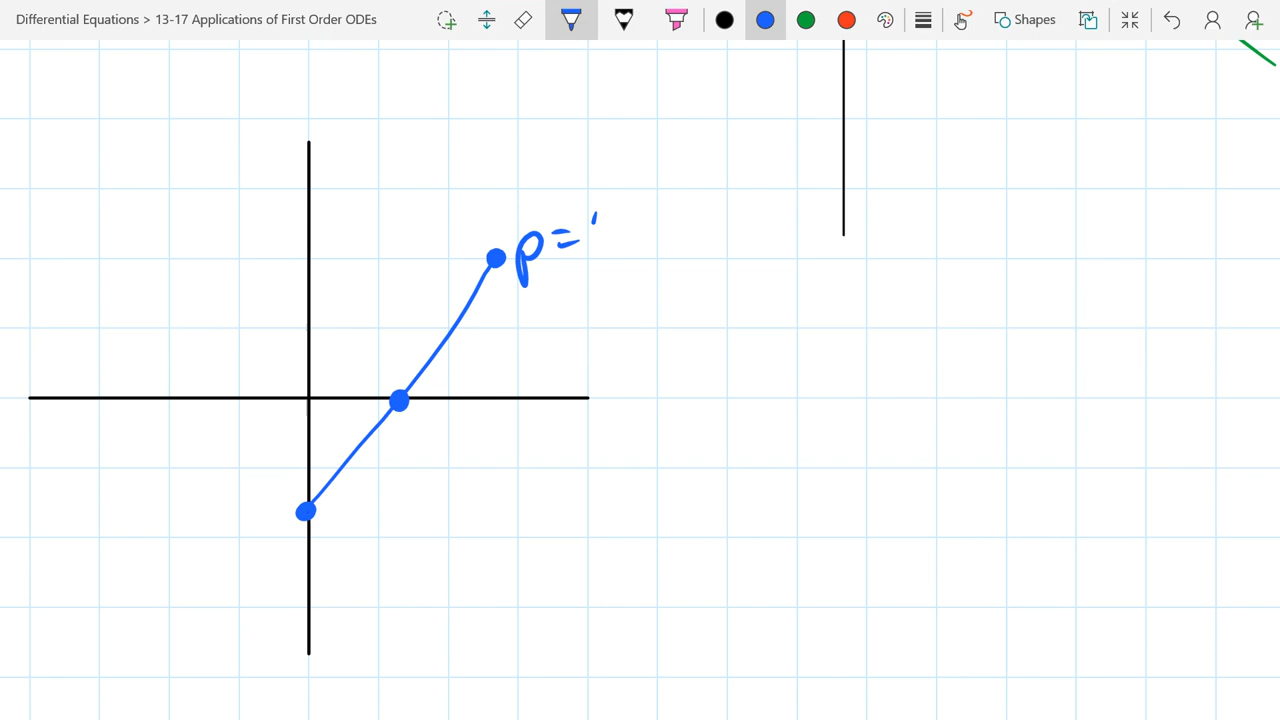 Differential Equations > 13-17 Applications of First Order ODEs
Shapes
p=